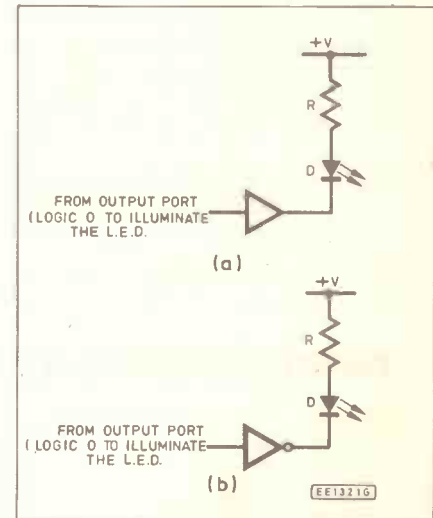 +V
R
D
FROM OUTPUT PORT
(LOGIC 0 TO ILLUMINATE
THE L.E.D.
(a)
+V
R
D
FROM OUTPUT PORT
(LOGIC 0 TO ILLUMINATE
THE L.E.D.
(b)
EE1321G